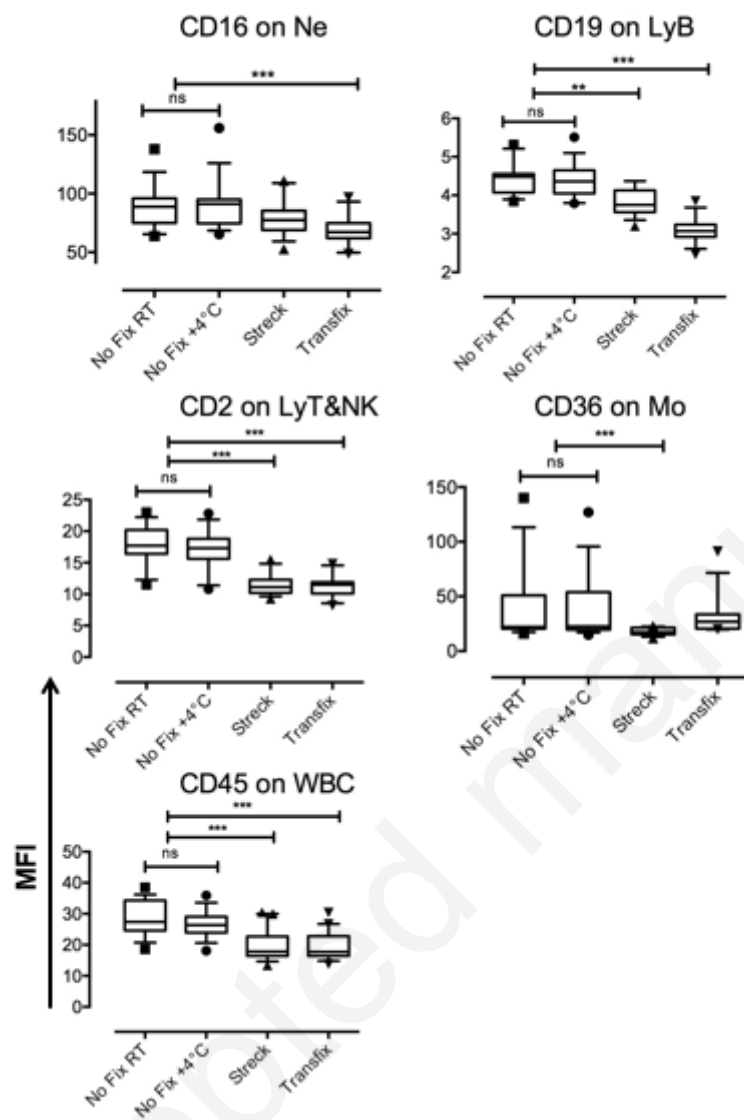 CD16 on Ne
***
ns
150
100
50
No Fix RT
No Fix +4°C
Streck
Transfix
CD19 on LyB
***
**
ns
6
5
4
3
2
No Fix RT
No Fix +4°C
Streck
Transfix
CD2 on LyT&NK
***
***
ns
25
20
15
10
5
0
No Fix RT
No Fix +4°C
Streck
Transfix
CD36 on Mo
***
ns
150
100
50
0
No Fix RT
No Fix +4°C
Streck
Transfix
CD45 on WBC
***
***
ns
50
40
30
20
10
0
No Fix RT
No Fix +4°C
Streck
Transfix
MFI
pted man